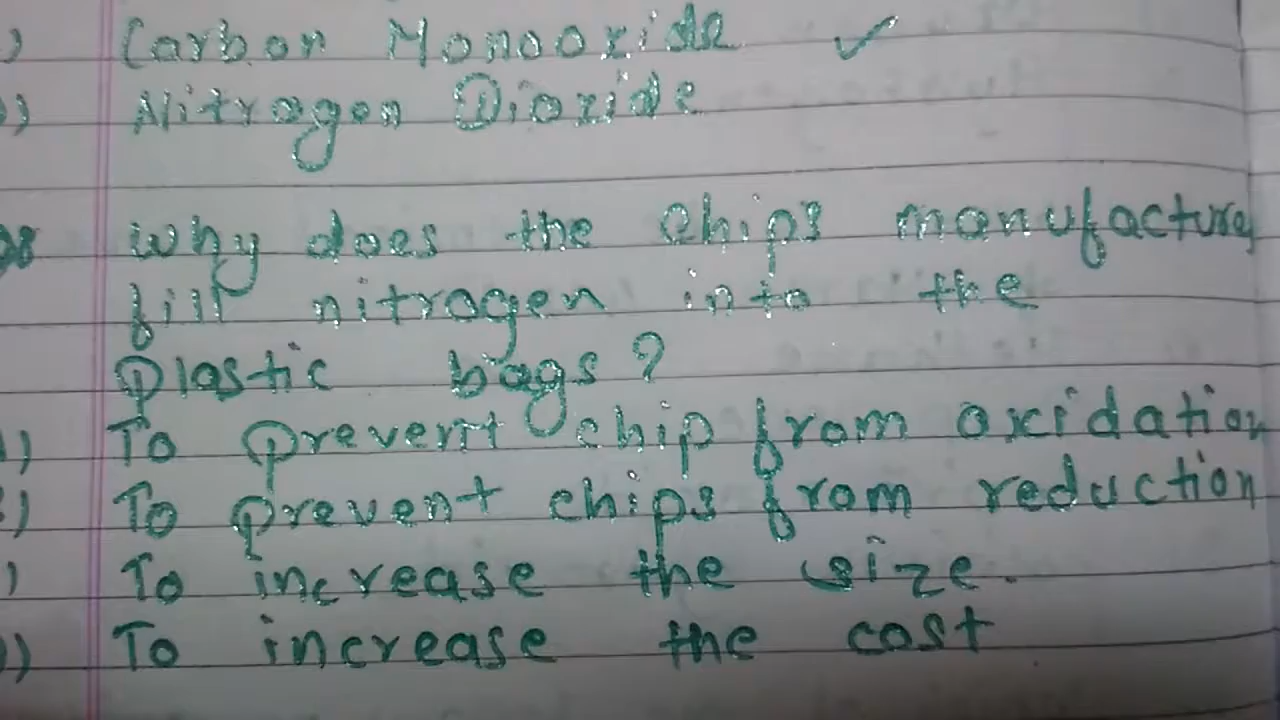 ) Carbon Monooxide ✓
) Nitrogen Dioxide
08 Why does the chips manufacture
fill nitrogen into the
plastic bags?
) To prevent chip from oxidation
) To prevent chips from reduction
) To increase the size.
) To increase the cost